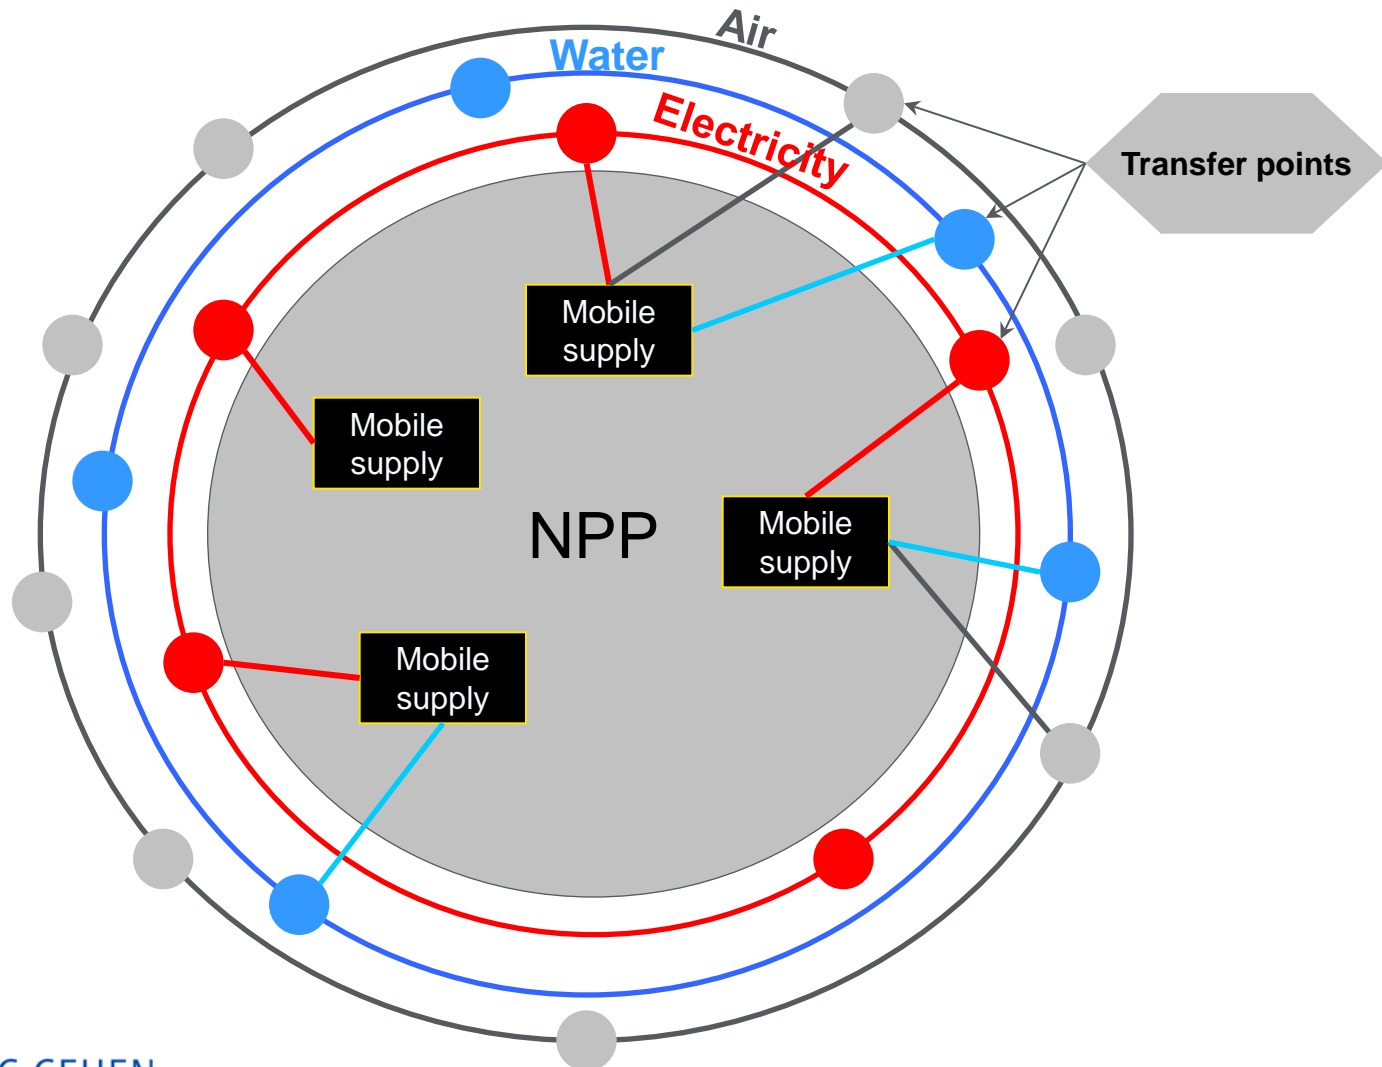 Air
Water
Electricity
Transfer points
Mobile
supply
Mobile
supply
NPP
Mobile
supply
Mobile
supply